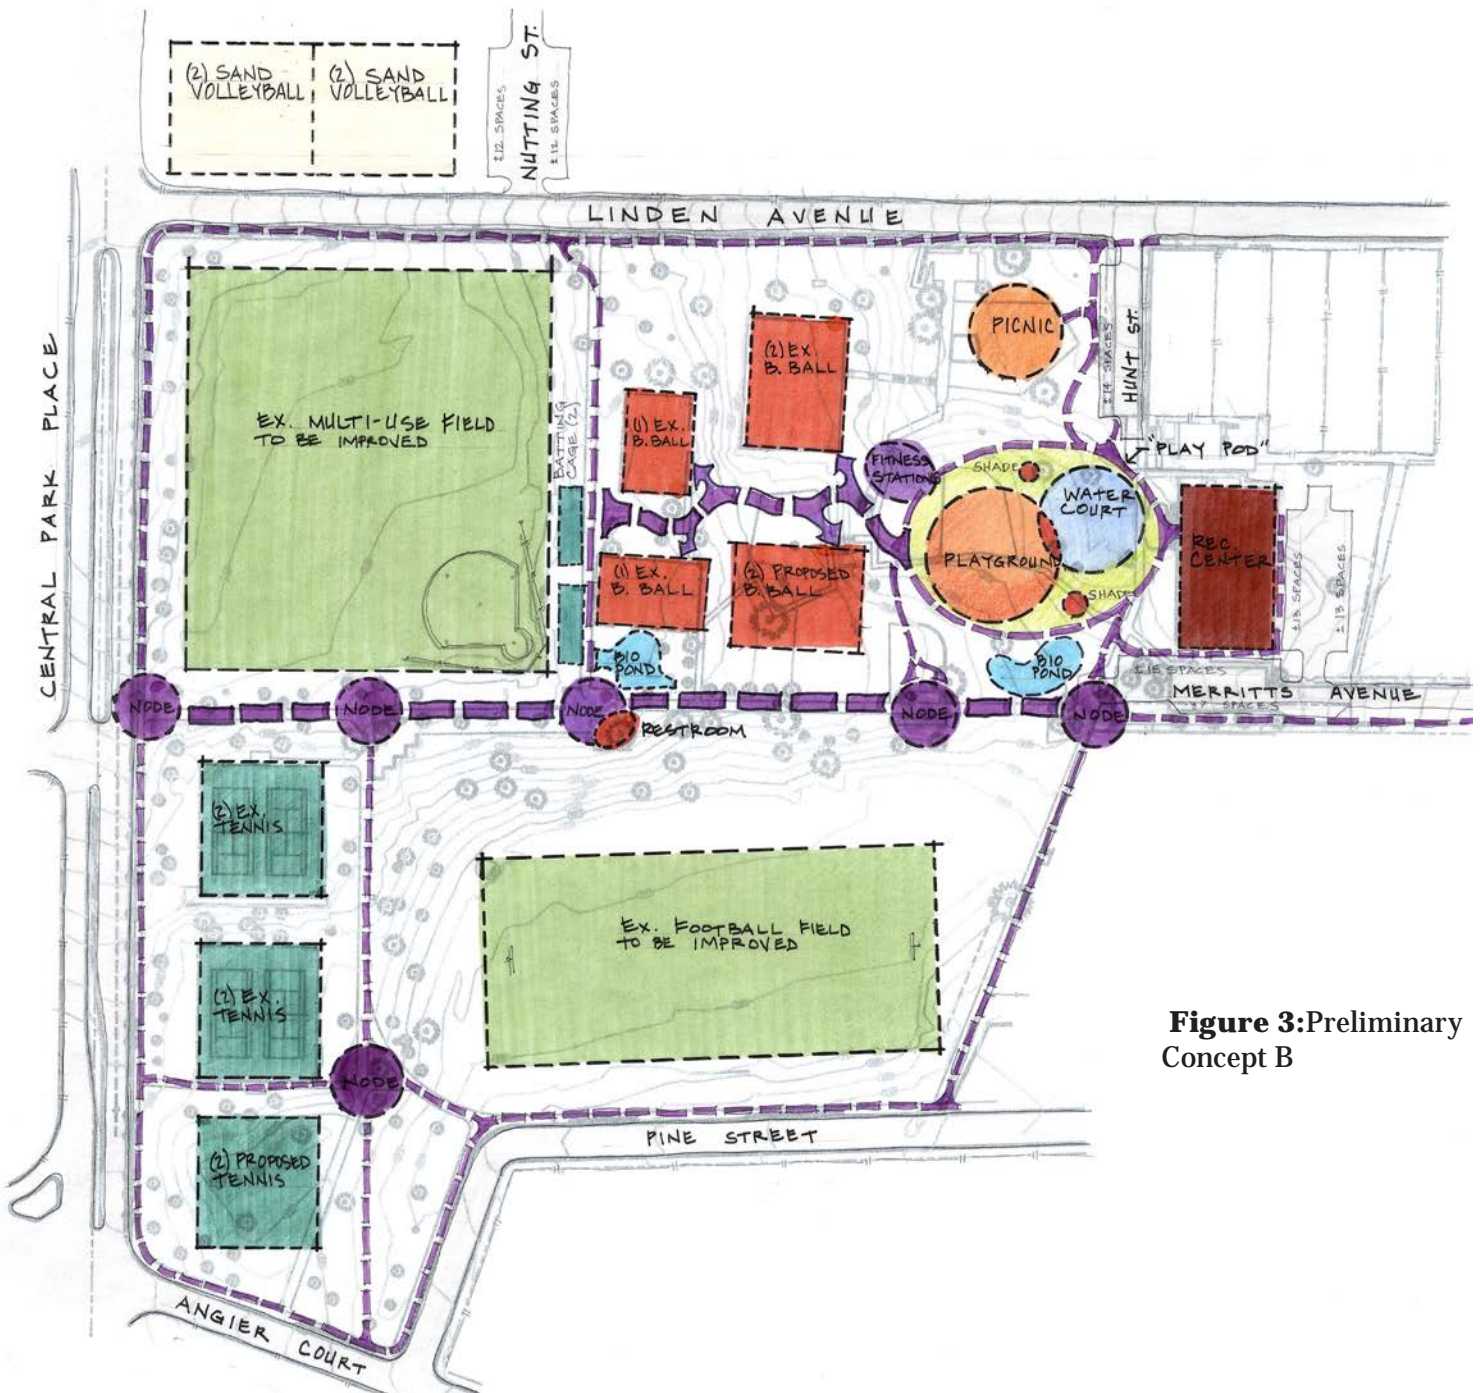 (2) SAND
VOLLEYBALL
(2) SAND
VOLLEYBALL
±12 SPACES
NUTTING ST.
±12 SPACES
LINDEN AVENUE
CENTRAL PARK PLACE
EX. MULTI-USE FIELD
TO BE IMPROVED
BATTING
CAGE (2)
(1) EX.
B. BALL
(2) EX.
B. BALL
PICNIC
±14 SPACES
HUNT ST.
"PLAY POD"
FITNESS
STATIONS
SHADE
WATER
COURT
PLAYGROUND
SHADE
REC.
CENTER
±13 SPACES
±13 SPACES
(1) EX.
B. BALL
(2) PROPOSED
B. BALL
BIO
POND
BIO
POND
±15 SPACES
MERRITTS AVENUE
SPACES
NODE
NODE
NODE
RESTROOM
NODE
NODE
(2) EX.
TENNIS
(2) EX.
TENNIS
EX. FOOTBALL FIELD
TO BE IMPROVED
NODE
(2) PROPOSED
TENNIS
PINE STREET
ANGIER COURT
Figure 3:Preliminary
Concept B